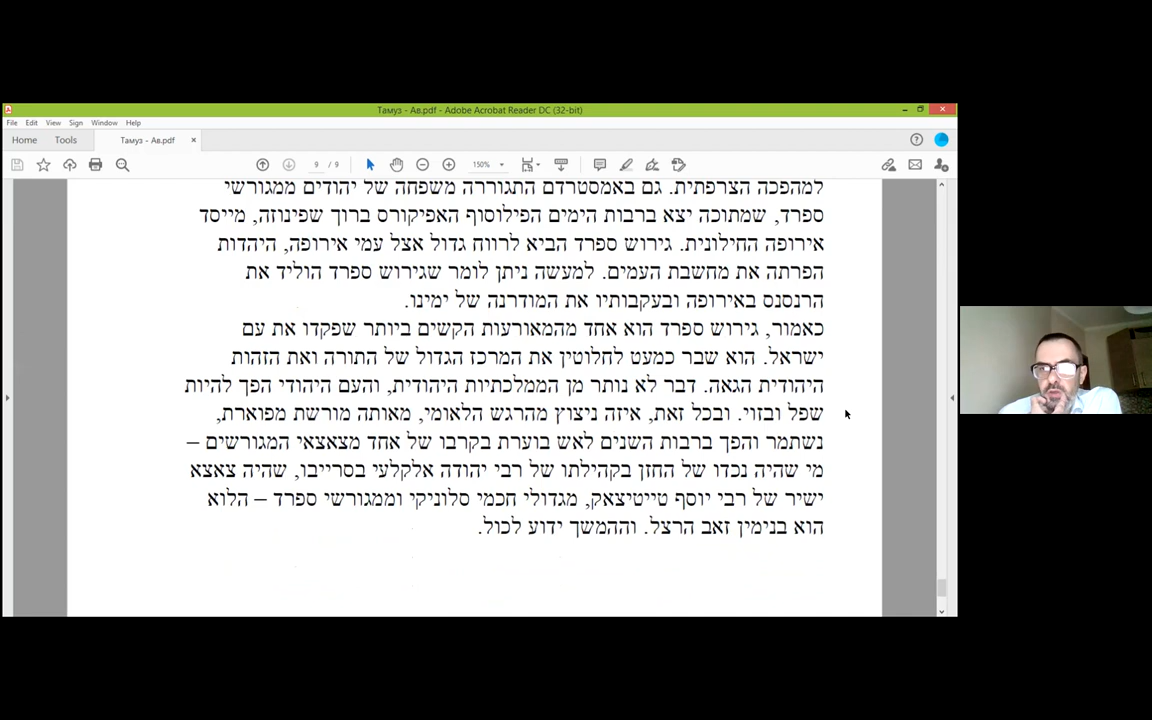 Тамуз - Ав.pdf - Adobe Acrobat Reader DC (32-bit)
File Edit View Sign Window Help
Home Tools Тамуз - Ав.pdf ×
9 / 9 150%
למהפכה הצרפתית. גם באמסטרדם התגוררה משפחה של יהודים ממגורשי
ספרד, שמתוכה יצא ברבות הימים הפילוסוף האפיקורס ברוך שפינוזה, מייסד
אירופה החילונית. גירוש ספרד הביא לרווח גדול אצל עמי אירופה, היהדות
הפרתה את מחשבת העמים. למעשה ניתן לומר שגירוש ספרד הוליד את
הרנסנס באירופה ובעקבותיו את המודרנה של ימינו.
כאמור, גירוש ספרד הוא אחד מהמאורעות הקשים ביותר שפקדו את עם
ישראל. הוא שבר כמעט לחלוטין את המרכז הגדול של התורה ואת הזהות
היהודית הגאה. דבר לא נותר מן הממלכתיות היהודית, והעם היהודי הפך להיות
שפל ובזוי. ובכל זאת, איזה ניצוץ מהרגש הלאומי, מאותה מורשת מפוארת,
נשתמר והפך ברבות השנים לאש בוערת בקרבו של אחד מצאצאי המגורשים –
מי שהיה נכדו של החזן בקהילתו של רבי יהודה אלקלעי בסרייבו, שהיה צאצא
ישיר של רבי יוסף טייטיצאק, מגדולי חכמי סלוניקי וממגורשי ספרד – הלוא
הוא בנימין זאב הרצל. וההמשך ידוע לכול.